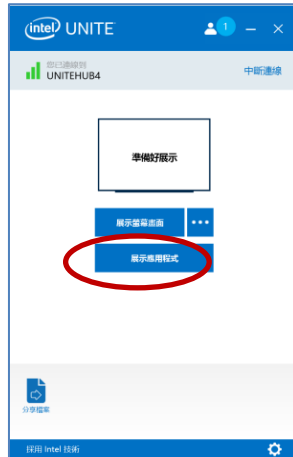 intel UNITE
1
您已連線到
UNITEHUB4
中斷連線
準備好展示
展示螢幕畫面
展示應用程式
分享檔案
採用 Intel 技術